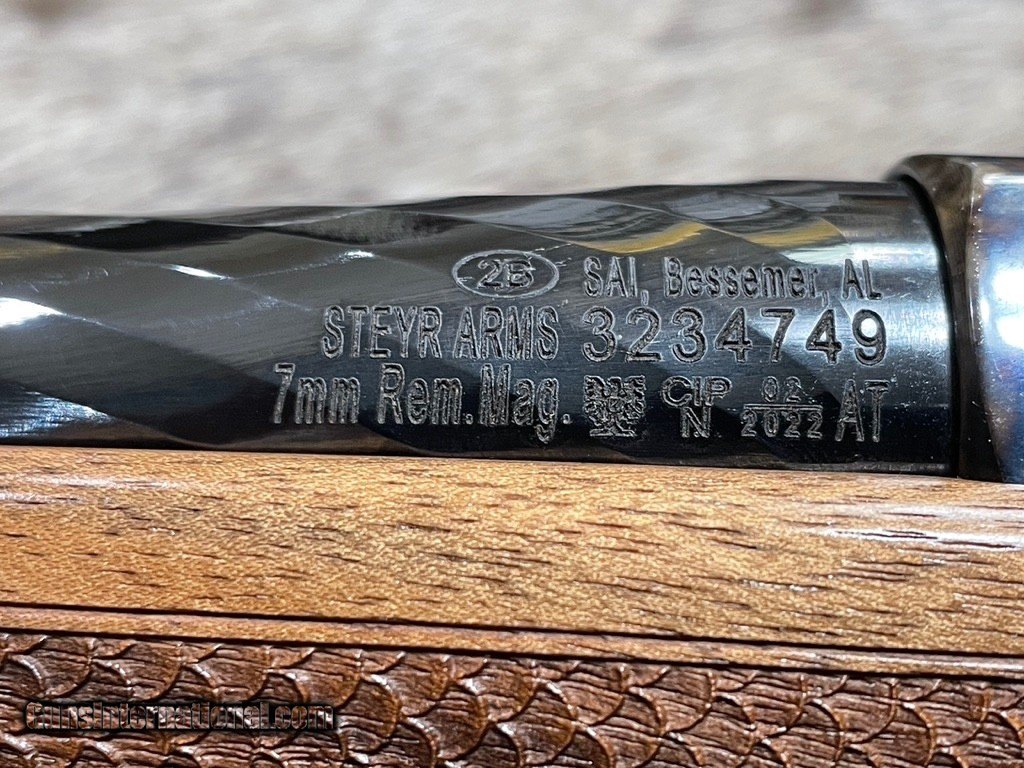 2B SAI, Bessemer, AL
STEYR ARMS 3234749
7mm Rem. Mag. CIP N 02 2022 AT
GunsInternational.com